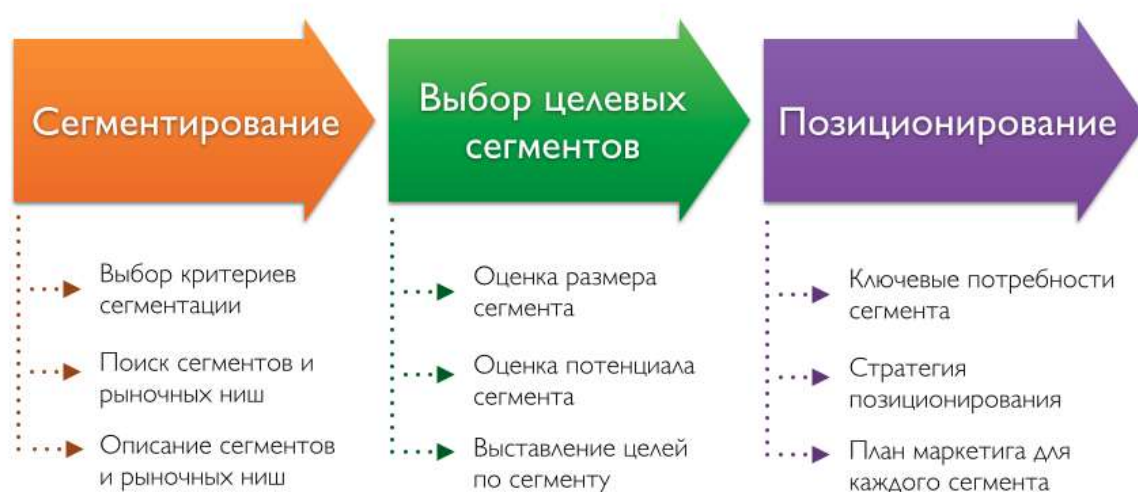 Сегментирование
Выбор целевых
сегментов
Позиционирование
Выбор критериев
сегментации
Поиск сегментов и
рыночных ниш
Описание сегментов
и рыночных ниш
Оценка размера
сегмента
Оценка потенциала
сегмента
Выставление целей
по сегменту
Ключевые потребности
сегмента
Стратегия
позиционирования
План маркетига для
каждого сегмента